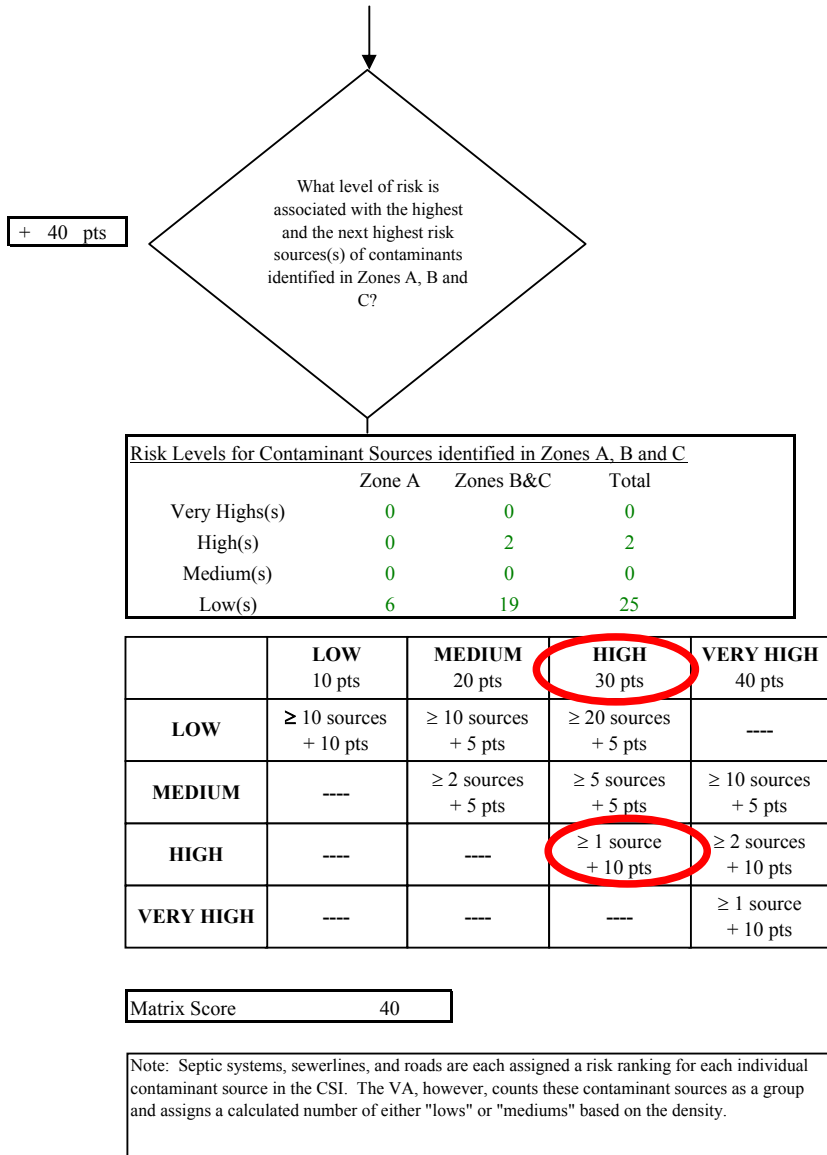 What level of risk is
associated with the highest
and the next highest risk
sources(s) of contaminants
identified in Zones A, B and
C?
+ 40 pts
Risk Levels for Contaminant Sources identified in Zones A, B and C
Zone A Zones B&C Total
Very Highs(s) 0 0 0
High(s) 0 2 2
Medium(s) 0 0 0
Low(s) 6 19 25
LOW MEDIUM HIGH VERY HIGH
10 pts 20 pts 30 pts 40 pts
LOW ≥ 10 sources + 10 pts ≥ 10 sources + 5 pts ≥ 20 sources + 5 pts ----
MEDIUM ---- ≥ 2 sources + 5 pts ≥ 5 sources + 5 pts ≥ 10 sources + 5 pts
HIGH ---- ---- ≥ 1 source + 10 pts ≥ 2 sources + 10 pts
VERY HIGH ---- ---- ---- ≥ 1 source + 10 pts
Matrix Score 40
Note: Septic systems, sewerlines, and roads are each assigned a risk ranking for each individual
contaminant source in the CSI. The VA, however, counts these contaminant sources as a group
and assigns a calculated number of either "lows" or "mediums" based on the density.